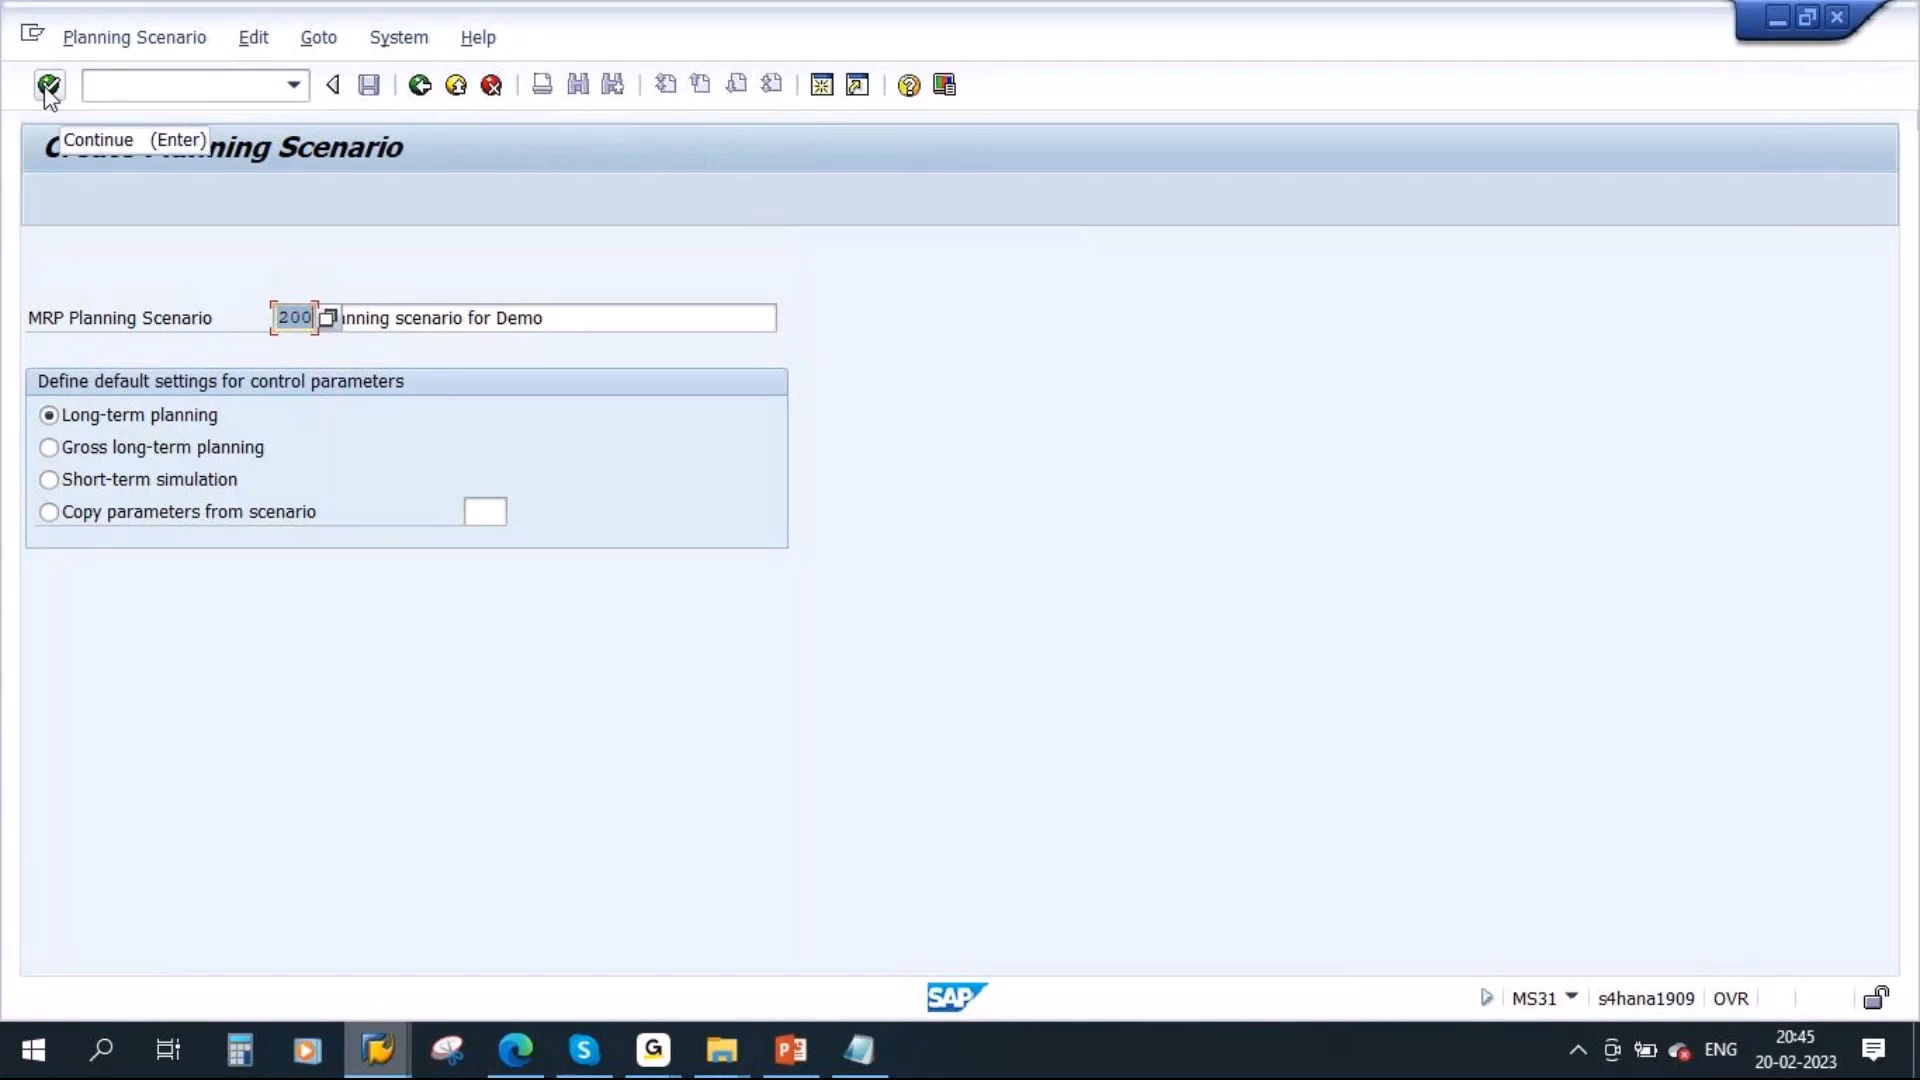 Planning Scenario Edit Goto System Help
Continue (Enter)
ning Scenario
MRP Planning Scenario 200 nning scenario for Demo
Define default settings for control parameters
Long-term planning
Gross long-term planning
Short-term simulation
Copy parameters from scenario
SAP MS31 s4hana1909 OVR
S G P ENG 20:45
20-02-2023